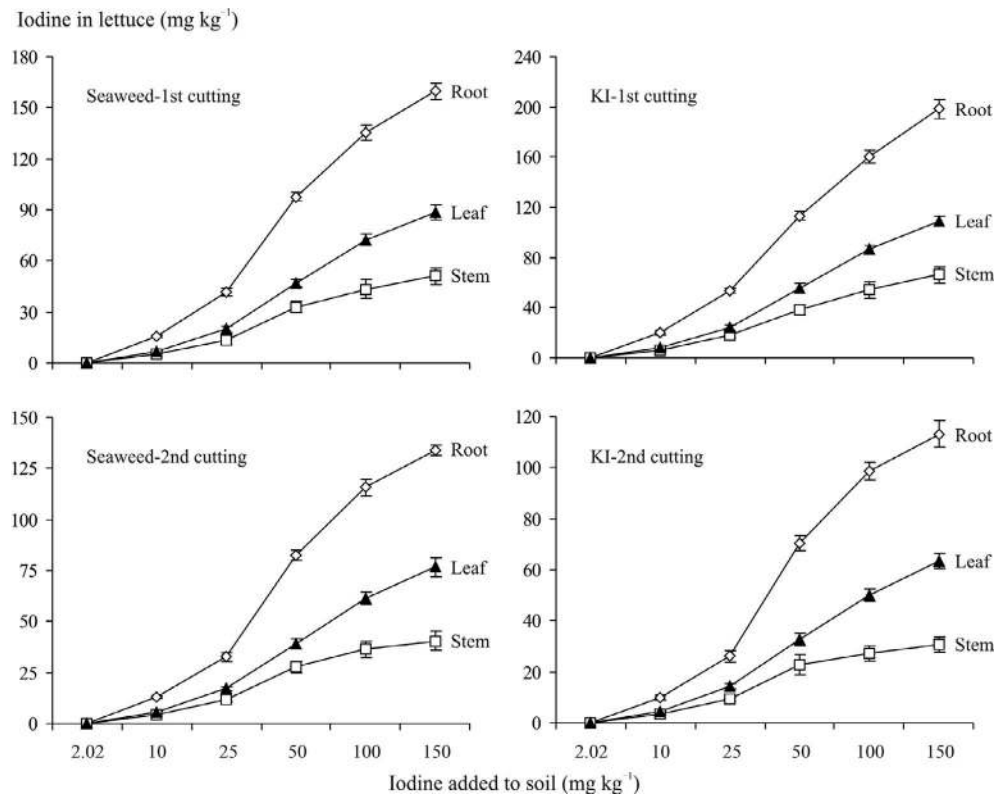 Iodine in lettuce (mg kg⁻¹)
180
150
120
90
60
30
0
Seaweed-1st cutting
Root
Leaf
Stem
240
200
160
120
80
40
0
KI-1st cutting
Root
Leaf
Stem
150
125
100
75
50
25
0
Seaweed-2nd cutting
Root
Leaf
Stem
2.02 10 25 50 100 150
120
100
80
60
40
20
0
KI-2nd cutting
Root
Leaf
Stem
2.02 10 25 50 100 150
Iodine added to soil (mg kg⁻¹)